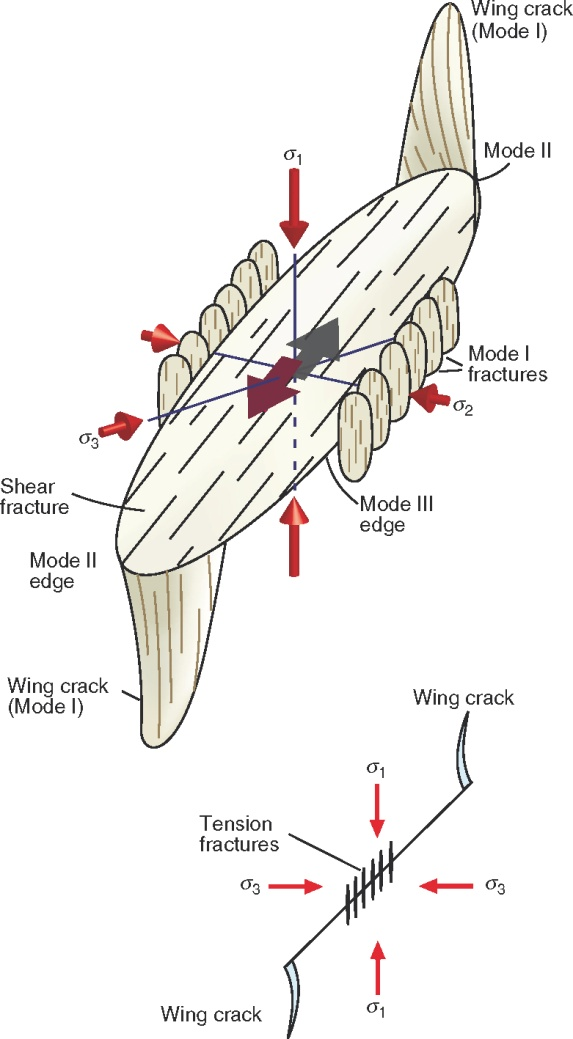 Wing crack
(Mode I)
σ1
Mode II
Mode I
fractures
σ2
σ3
Shear
fracture
Mode III
edge
Mode II
edge
Wing crack
(Mode I)
Wing crack
σ1
Tension
fractures
σ3
σ3
σ1
Wing crack